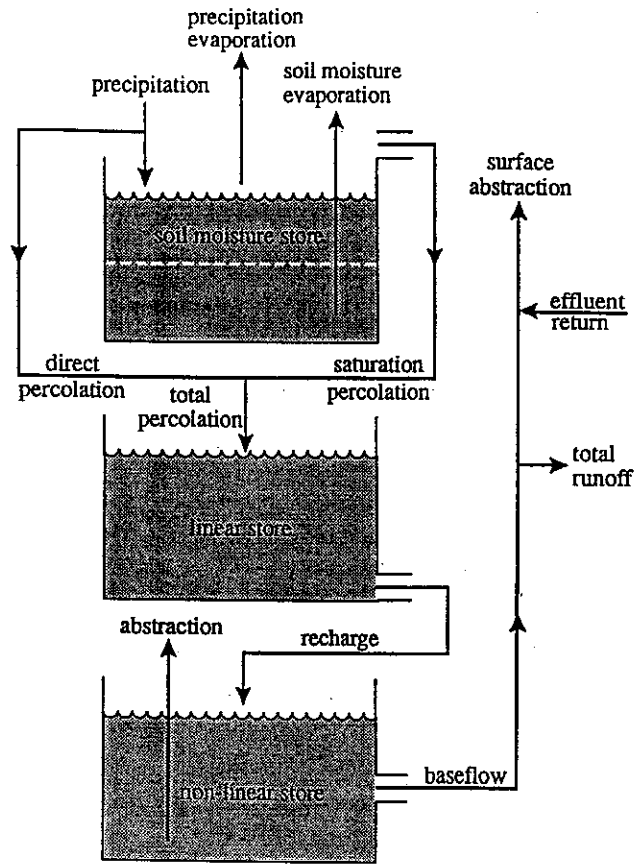 precipitation
evaporation
precipitation
soil moisture
evaporation
surface
abstraction
soil moisture store
effluent
return
direct
percolation
saturation
percolation
total
percolation
total
runoff
linear store
abstraction
recharge
baseflow
non-linear store